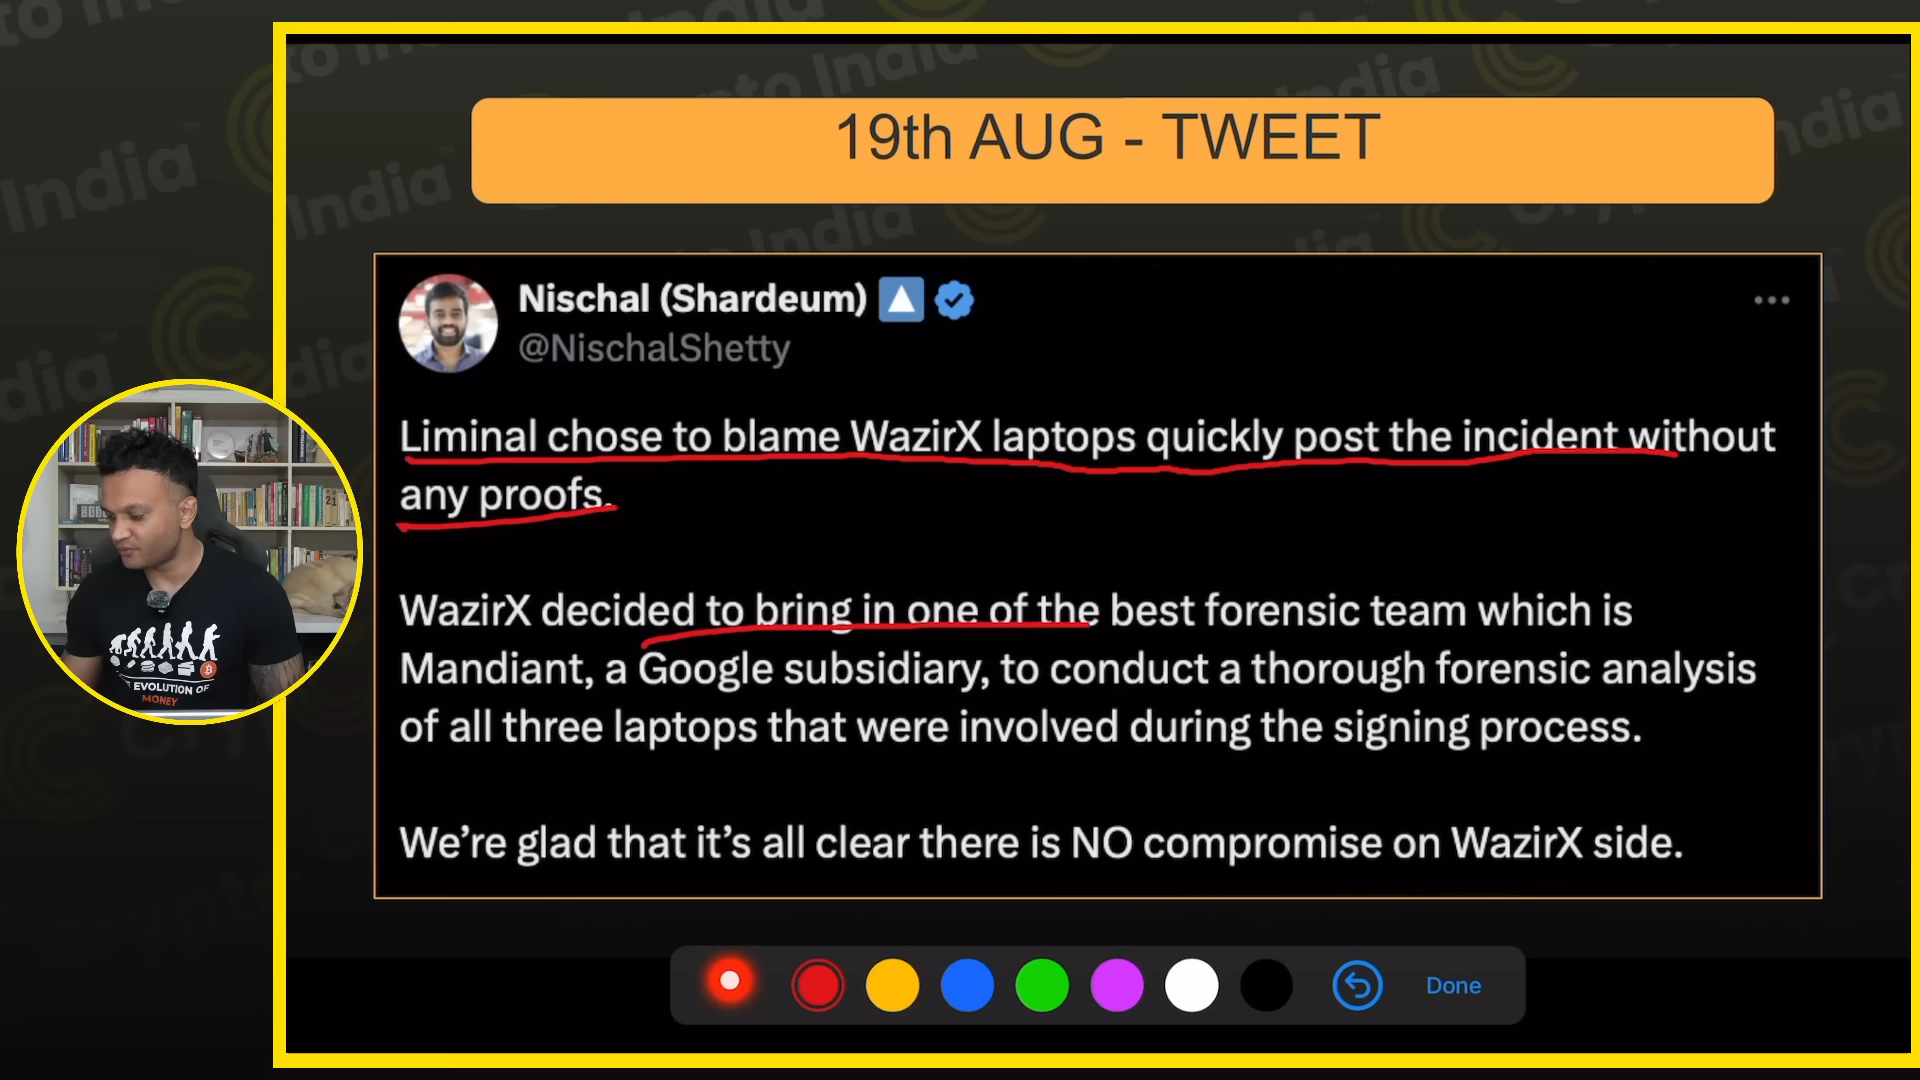 19th AUG - TWEET
Nischal (Shardeum)
@NischalShetty
Liminal chose to blame WazirX laptops quickly post the incident without
any proofs.
WazirX decided to bring in one of the best forensic team which is
Mandiant, a Google subsidiary, to conduct a thorough forensic analysis
of all three laptops that were involved during the signing process.
We’re glad that it’s all clear there is NO compromise on WazirX side.
EVOLUTION OF
MONEY
Done